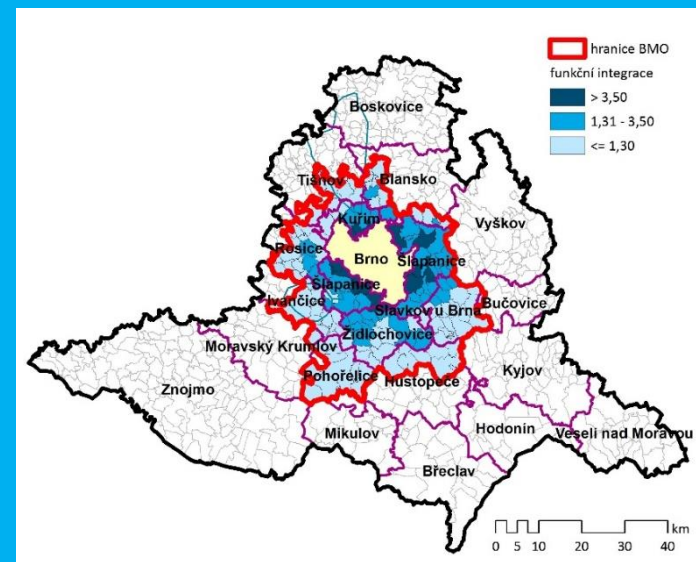 hranice BMO
funkční integrace
> 3,50
1,31 - 3,50
<= 1,30
Boskovice
Tišnov
Blansko
Kuřim
Vyškov
Rosice
Brno
Šlapanice
Šlapanice
Ivančice
Slavkov u Brna
Bučovice
Židlochovice
Moravský Krumlov
Pohořelice
Hustopeče
Kyjov
Znojmo
Mikulov
Hodonín
Veselí nad Moravou
Břeclav
km
0 5 10 20 30 40